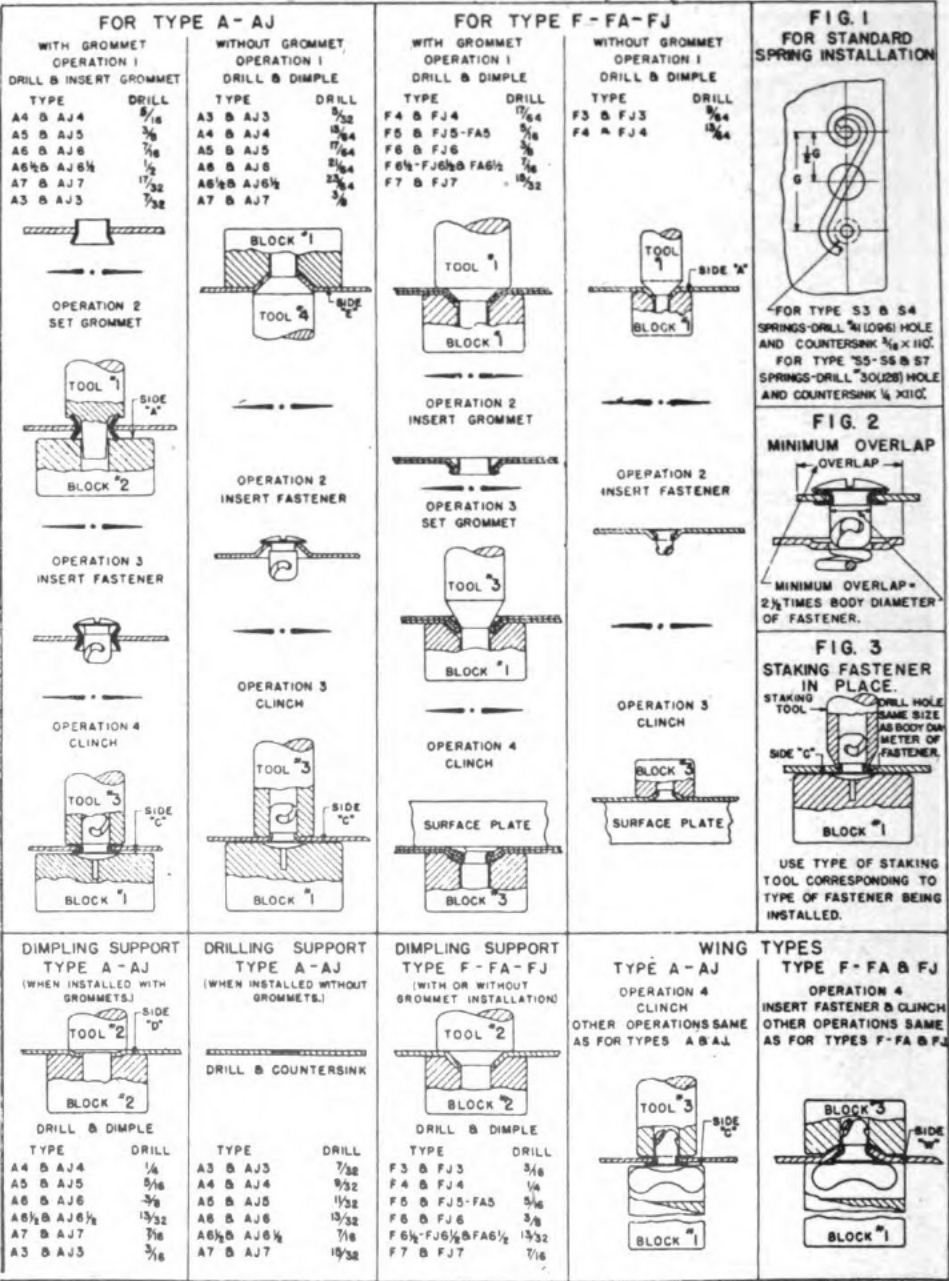 FOR TYPE A-AJ
WITH GROMMET
OPERATION 1
DRILL & INSERT GROMMET
TYPE DRILL
A4 & AJ4 5/16
A5 & AJ5 3/8
A6 & AJ6 7/16
A6½ & AJ6½ 1/2
A7 & AJ7 17/32
A3 & AJ3 7/32
OPERATION 2
SET GROMMET
TOOL #1
SIDE "A"
BLOCK #2
OPERATION 3
INSERT FASTENER
OPERATION 4
CLINCH
TOOL #3
SIDE "C"
BLOCK #1
WITHOUT GROMMET
OPERATION 1
DRILL & DIMPLE
TYPE DRILL
A3 & AJ3 5/32
A4 & AJ4 13/64
A5 & AJ5 17/64
A6 & AJ6 21/64
A6½ & AJ6½ 23/64
A7 & AJ7 3/8
BLOCK #1
SIDE "E"
TOOL #4
OPERATION 2
INSERT FASTENER
OPERATION 3
CLINCH
TOOL #3
SIDE "C"
BLOCK #1
FOR TYPE F-FA-FJ
WITH GROMMET
OPERATION 1
DRILL & DIMPLE
TYPE DRILL
F4 & FJ4 17/64
F5 & FJ5-FA5 5/16
F6 & FJ6 3/8
F6½-FJ6½ & FA6½ 7/16
F7 & FJ7 15/32
TOOL #1
BLOCK #1
OPERATION 2
INSERT GROMMET
OPERATION 3
SET GROMMET
TOOL #3
BLOCK #1
OPERATION 4
CLINCH
SURFACE PLATE
BLOCK #3
WITHOUT GROMMET
OPERATION 1
DRILL & DIMPLE
TYPE DRILL
F3 & FJ3 9/64
F4 & FJ4 13/64
TOOL #1
SIDE "A"
BLOCK #1
OPERATION 2
INSERT FASTENER
OPERATION 3
CLINCH
BLOCK #3
SURFACE PLATE
FIG. 1
FOR STANDARD
SPRING INSTALLATION
½G
G
FOR TYPE S3 & S4
SPRINGS-DRILL #41 (.096) HOLE
AND COUNTERSINK 3/16 X 110°.
FOR TYPE S5-S6 & S7
SPRINGS-DRILL #30 (.128) HOLE
AND COUNTERSINK ¼ X 110°.
FIG. 2
MINIMUM OVERLAP
OVERLAP
MINIMUM OVERLAP =
2½ TIMES BODY DIAMETER
OF FASTENER.
FIG. 3
STAKING FASTENER
IN PLACE.
STAKING
TOOL
DRILL HOLE
SAME SIZE
AS BODY DIA-
METER OF
FASTENER.
SIDE "C"
BLOCK #1
USE TYPE OF STAKING
TOOL CORRESPONDING TO
TYPE OF FASTENER BEING
INSTALLED.
DIMPLING SUPPORT
TYPE A-AJ
(WHEN INSTALLED WITH
GROMMETS.)
TOOL #2
SIDE "D"
BLOCK #2
DRILL & DIMPLE
TYPE DRILL
A4 & AJ4 1/4
A5 & AJ5 5/16
A6 & AJ6 3/8
A6½ & AJ6½ 13/32
A7 & AJ7 7/16
A3 & AJ3 3/16
DRILLING SUPPORT
TYPE A-AJ
(WHEN INSTALLED WITHOUT
GROMMETS.)
DRILL & COUNTERSINK
TYPE DRILL
A3 & AJ3 7/32
A4 & AJ4 9/32
A5 & AJ5 11/32
A6 & AJ6 13/32
A6½ & AJ6½ 7/16
A7 & AJ7 15/32
DIMPLING SUPPORT
TYPE F-FA-FJ
(WITH OR WITHOUT
GROMMET INSTALLATION)
TOOL #2
BLOCK #2
DRILL & DIMPLE
TYPE DRILL
F3 & FJ3 3/16
F4 & FJ4 1/4
F5 & FJ5-FA5 5/16
F6 & FJ6 3/8
F6½-FJ6½ & FA6½ 13/32
F7 & FJ7 7/16
WING TYPES
TYPE A-AJ
OPERATION 4
CLINCH
OTHER OPERATIONS SAME
AS FOR TYPES A & AJ.
TOOL #3
SIDE "C"
BLOCK #1
TYPE F-FA & FJ
OPERATION 4
INSERT FASTENER & CLINCH
OTHER OPERATIONS SAME
AS FOR TYPES F-FA & FJ
BLOCK #3
SIDE
BLOCK #1